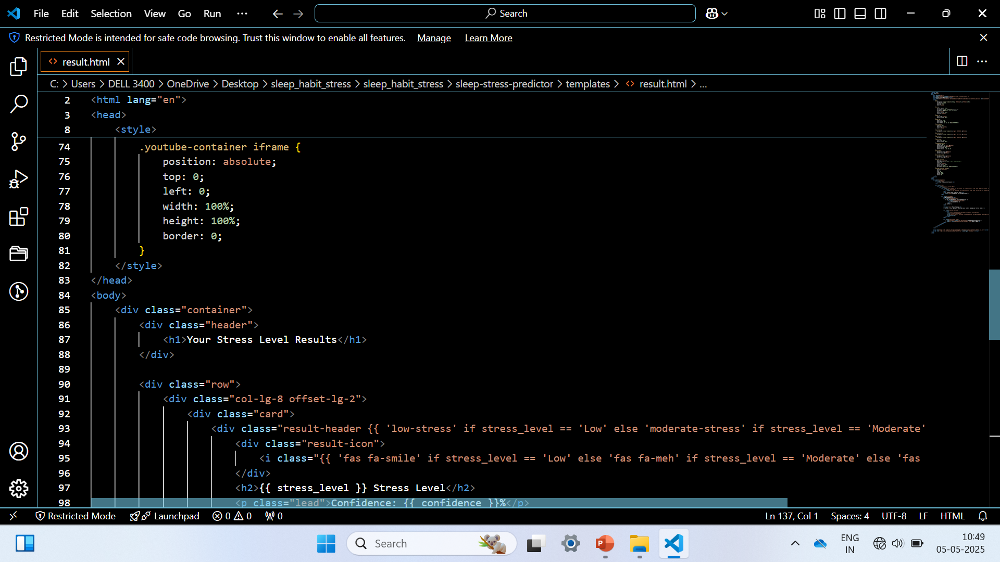 File Edit Selection View Go Run ··· Search
Restricted Mode is intended for safe code browsing. Trust this window to enable all features. Manage Learn More
<> result.html
C: > Users > DELL 3400 > OneDrive > Desktop > sleep_habit_stress > sleep_habit_stress > sleep-stress-predictor > templates > <> result.html > ...
2 <html lang="en">
3 <head>
8 <style>
74 .youtube-container iframe {
75 position: absolute;
76 top: 0;
77 left: 0;
78 width: 100%;
79 height: 100%;
80 border: 0;
81 }
82 </style>
83 </head>
84 <body>
85 <div class="container">
86 <div class="header">
87 <h1>Your Stress Level Results</h1>
88 </div>
89
90 <div class="row">
91 <div class="col-lg-8 offset-lg-2">
92 <div class="card">
93 <div class="result-header {{ 'low-stress' if stress_level == 'Low' else 'moderate-stress' if stress_level == 'Moderate'
94 <div class="result-icon">
95 <i class="{{ 'fas fa-smile' if stress_level == 'Low' else 'fas fa-meh' if stress_level == 'Moderate' else 'fas
96 </div>
97 <h2>{{ stress_level }} Stress Level</h2>
98 <p class="lead">Confidence: {{ confidence }}%</p>
Restricted Mode Launchpad 0 0 0 Ln 137, Col 1 Spaces: 4 UTF-8 LF HTML
Search
ENG
IN
10:49
05-05-2025